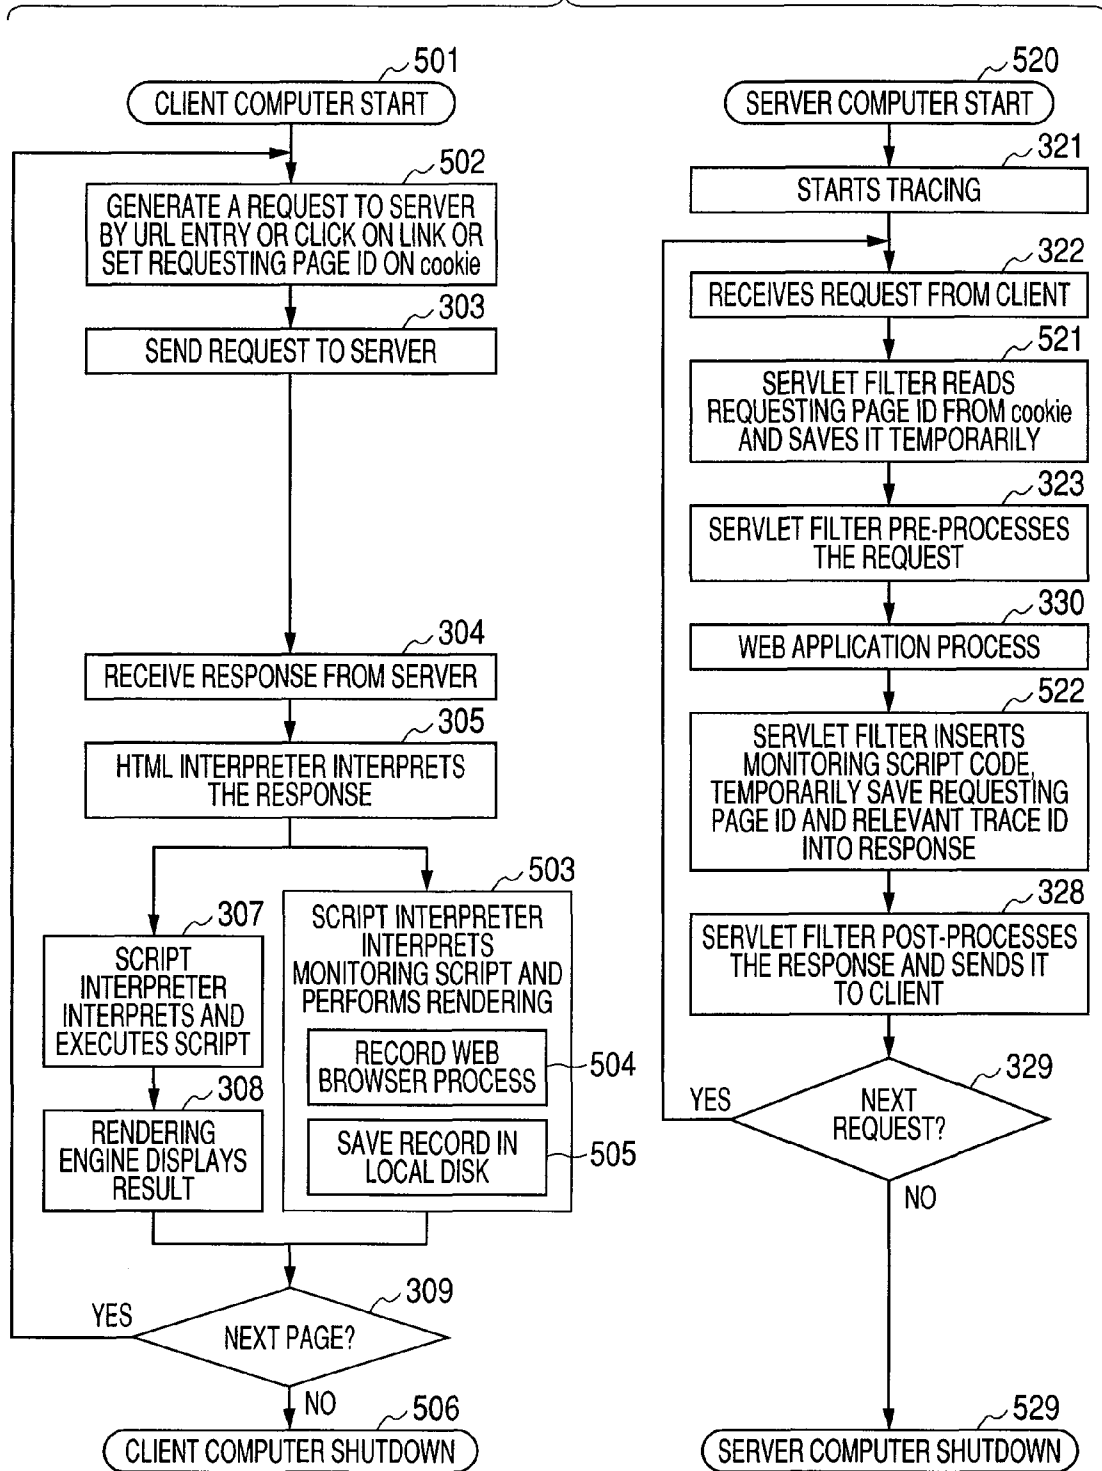 501
CLIENT COMPUTER START
502
GENERATE A REQUEST TO SERVER
BY URL ENTRY OR CLICK ON LINK OR
SET REQUESTING PAGE ID ON cookie
303
SEND REQUEST TO SERVER
304
RECEIVE RESPONSE FROM SERVER
305
HTML INTERPRETER INTERPRETS
THE RESPONSE
307
SCRIPT
INTERPRETER
INTERPRETS AND
EXECUTES SCRIPT
308
RENDERING
ENGINE DISPLAYS
RESULT
503
SCRIPT INTERPRETER
INTERPRETS
MONITORING SCRIPT AND
PERFORMS RENDERING
RECORD WEB
BROWSER PROCESS
504
SAVE RECORD IN
LOCAL DISK
505
309
YES
NEXT PAGE?
NO
506
CLIENT COMPUTER SHUTDOWN
520
SERVER COMPUTER START
321
STARTS TRACING
322
RECEIVES REQUEST FROM CLIENT
521
SERVLET FILTER READS
REQUESTING PAGE ID FROM cookie
AND SAVES IT TEMPORARILY
323
SERVLET FILTER PRE-PROCESSES
THE REQUEST
330
WEB APPLICATION PROCESS
522
SERVLET FILTER INSERTS
MONITORING SCRIPT CODE,
TEMPORARILY SAVE REQUESTING
PAGE ID AND RELEVANT TRACE ID
INTO RESPONSE
328
SERVLET FILTER POST-PROCESSES
THE RESPONSE AND SENDS IT
TO CLIENT
329
YES
NEXT
REQUEST?
NO
529
SERVER COMPUTER SHUTDOWN